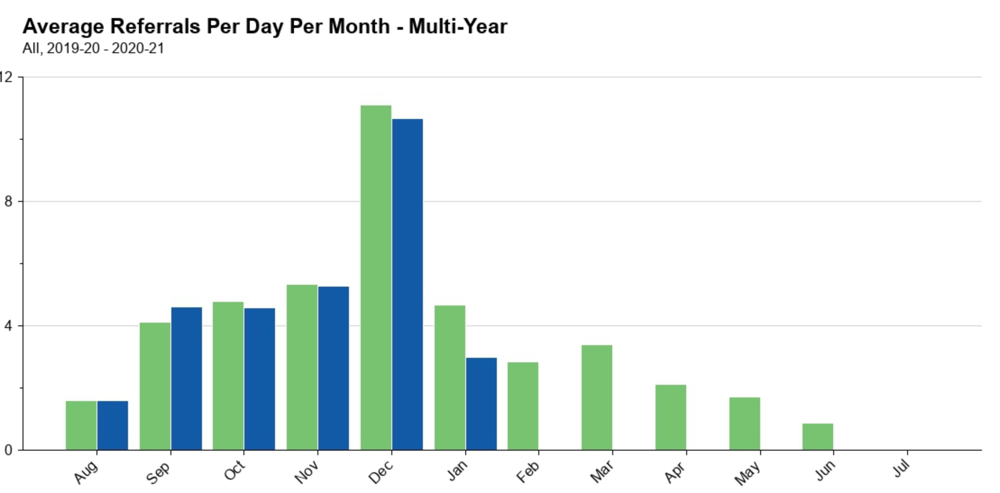 Average Referrals Per Day Per Month - Multi-Year
All, 2019-20 - 2020-21
12
8
4
0
Aug Sep Oct Nov Dec Jan Feb Mar Apr May Jun Jul